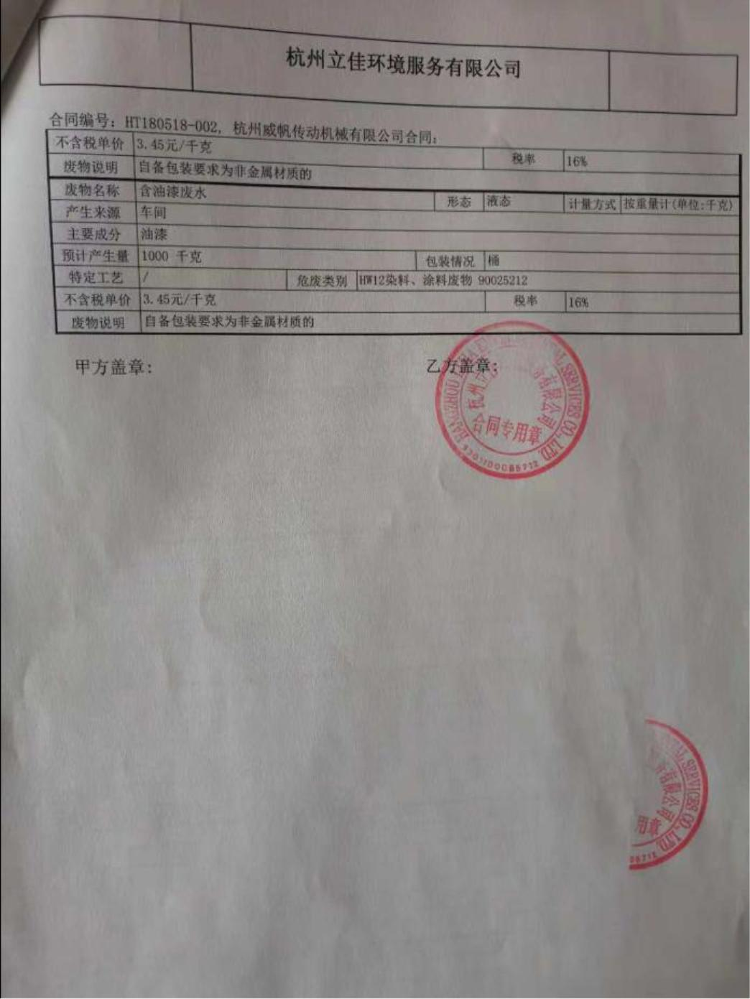 杭州立佳环境服务有限公司
合同编号：HT180518-002, 杭州威帆传动机械有限公司合同;
不含税单价 3.45元/千克 税率 16%
废物说明 自备包装要求为非金属材质的
废物名称 含油漆废水 形态 液态 计量方式 按重量计(单位:千克)
产生来源 车间
主要成分 油漆
预计产生量 1000 千克 包装情况 桶
特定工艺 / 危废类别 HW12染料、涂料废物 90025212
不含税单价 3.45元/千克 税率 16%
废物说明 自备包装要求为非金属材质的
甲方盖章: 乙方盖章:
HANGZHOU SERVICES CO., LTD.
杭州立 有限公司
合同专用章
SERVICES CO., LTD.
有限公司
用章